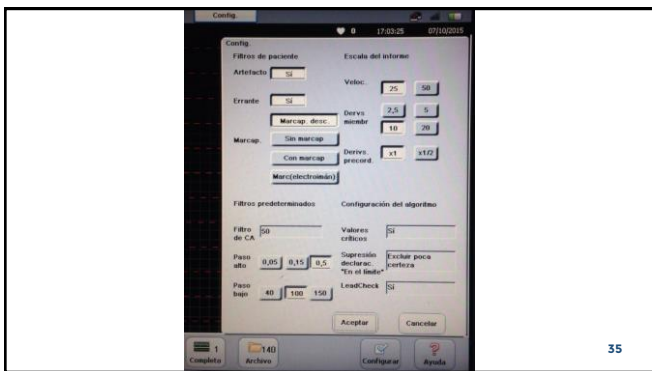 Config.
0 17:03:25 07/10/2015
Config.
Filtros de paciente
Artefacto Sí
Errante Sí
Marcap. desc.
Marcap. Sin marcap
Con marcap
Marc(electroimán)
Escala del informe
Veloc. 25 50
Dervs miembr 2,5 5
10 20
Derivs. precord. x1 x1/2
Filtros predeterminados
Filtro de CA 50
Paso alto 0,05 0,15 0,5
Paso bajo 40 100 150
Configuración del algoritmo
Valores críticos Sí
Supresión declarac. "En el límite" Excluir poca certeza
LeadCheck Sí
Aceptar Cancelar
1 Completo
140 Archivo
Configurar
Ayuda
35